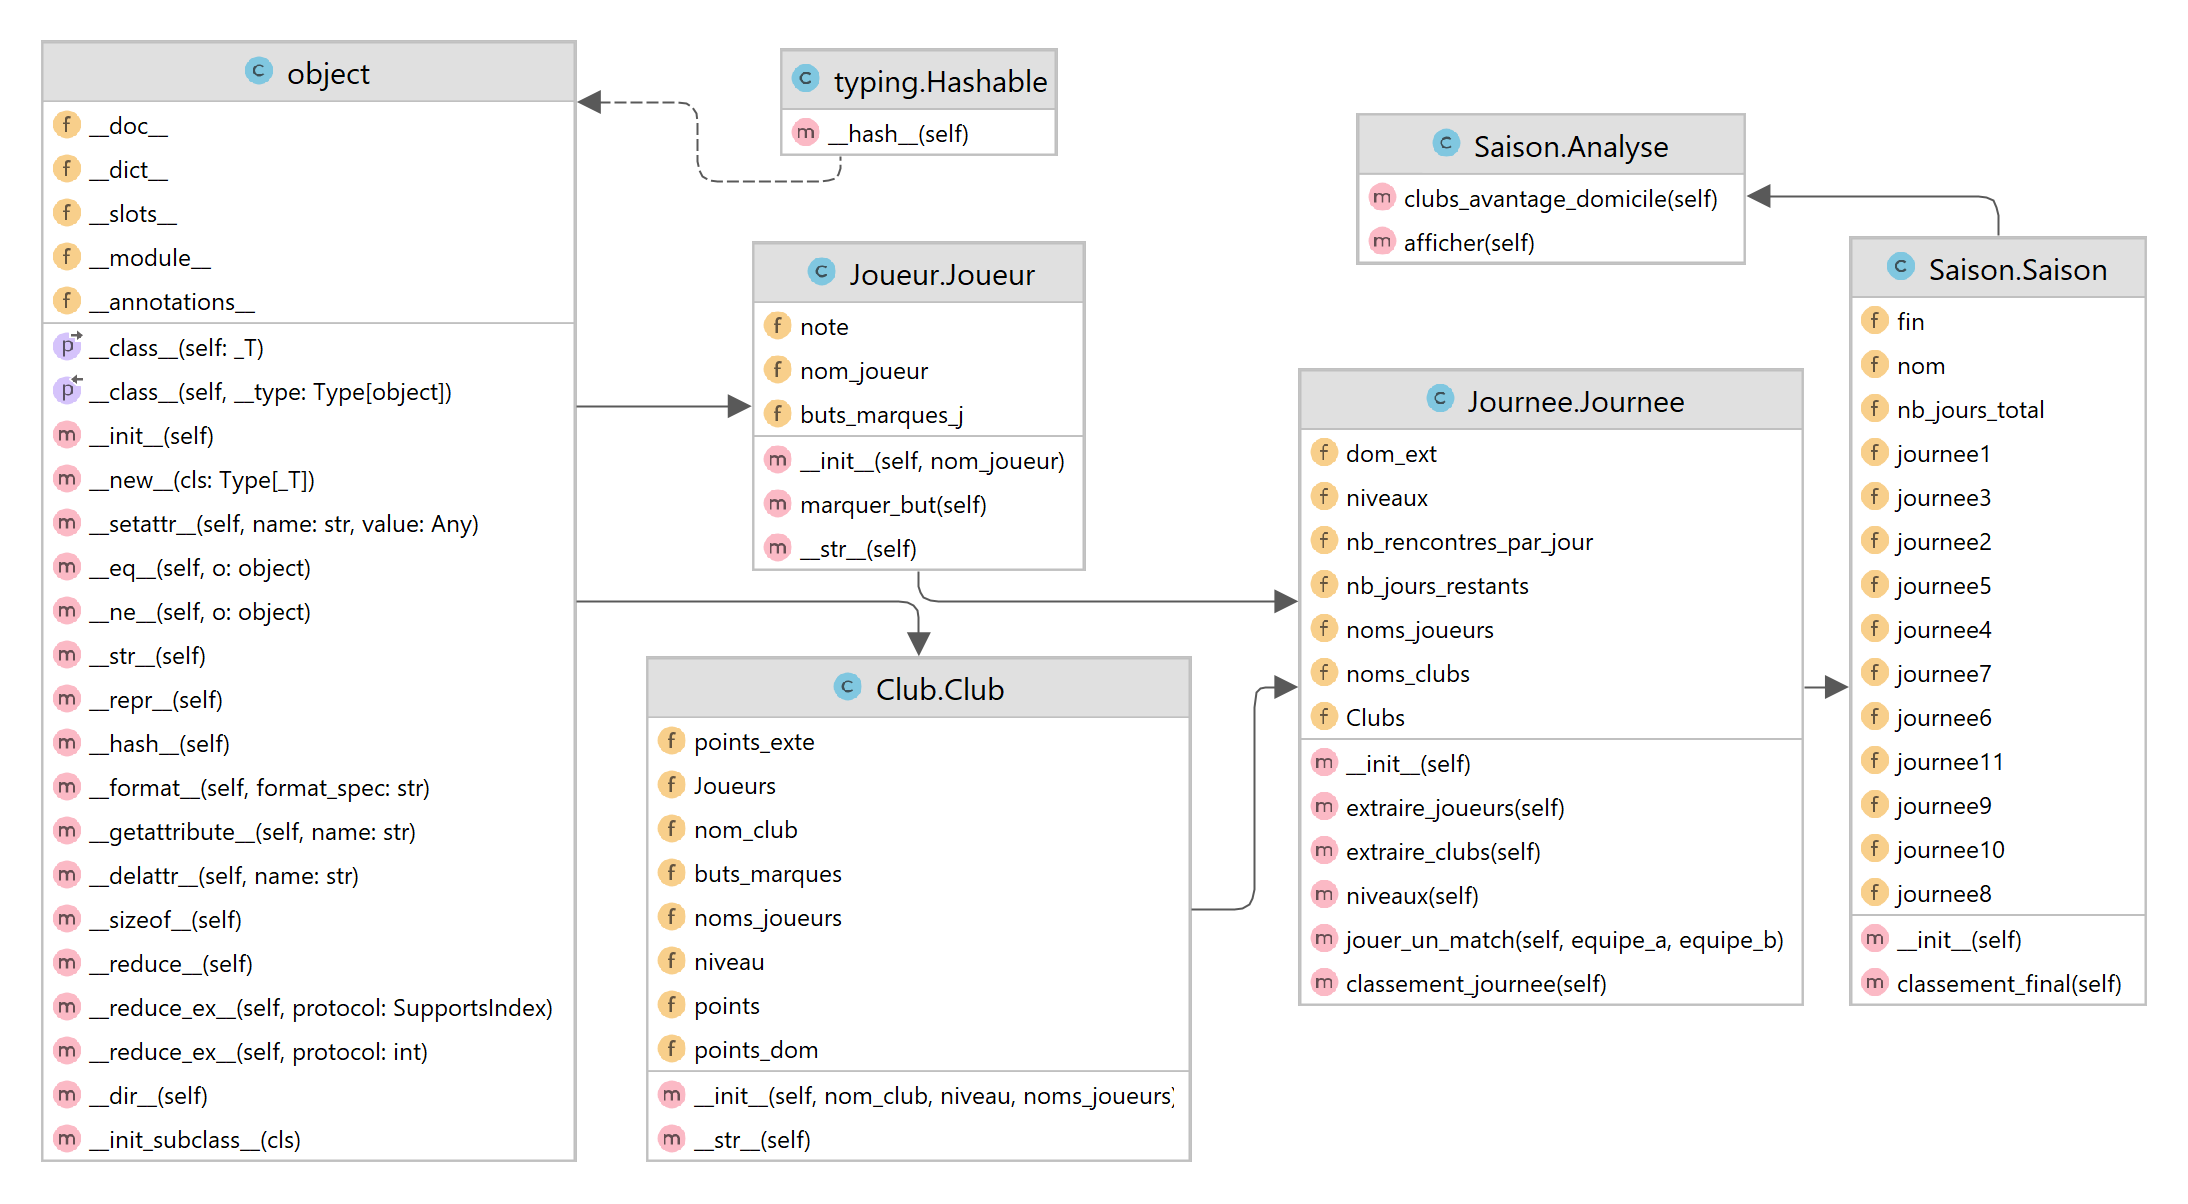 object
__doc__
__dict__
__slots__
__module__
__annotations__
__class__(self: _T)
__class__(self, __type: Type[object])
__init__(self)
__new__(cls: Type[_T])
__setattr__(self, name: str, value: Any)
__eq__(self, o: object)
__ne__(self, o: object)
__str__(self)
__repr__(self)
__hash__(self)
__format__(self, format_spec: str)
__getattribute__(self, name: str)
__delattr__(self, name: str)
__sizeof__(self)
__reduce__(self)
__reduce_ex__(self, protocol: SupportsIndex)
__reduce_ex__(self, protocol: int)
__dir__(self)
__init_subclass__(cls)
typing.Hashable
__hash__(self)
Joueur.Joueur
note
nom_joueur
buts_marques_j
__init__(self, nom_joueur)
marquer_but(self)
__str__(self)
Club.Club
points_exte
Joueurs
nom_club
buts_marques
noms_joueurs
niveau
points
points_dom
__init__(self, nom_club, niveau, noms_joueurs)
__str__(self)
Saison.Analyse
clubs_avantage_domicile(self)
afficher(self)
Journee.Journee
dom_ext
niveaux
nb_rencontres_par_jour
nb_jours_restants
noms_joueurs
noms_clubs
Clubs
__init__(self)
extraire_joueurs(self)
extraire_clubs(self)
niveaux(self)
jouer_un_match(self, equipe_a, equipe_b)
classement_journee(self)
Saison.Saison
fin
nom
nb_jours_total
journee1
journee3
journee2
journee5
journee4
journee7
journee6
journee11
journee9
journee10
journee8
__init__(self)
classement_final(self)